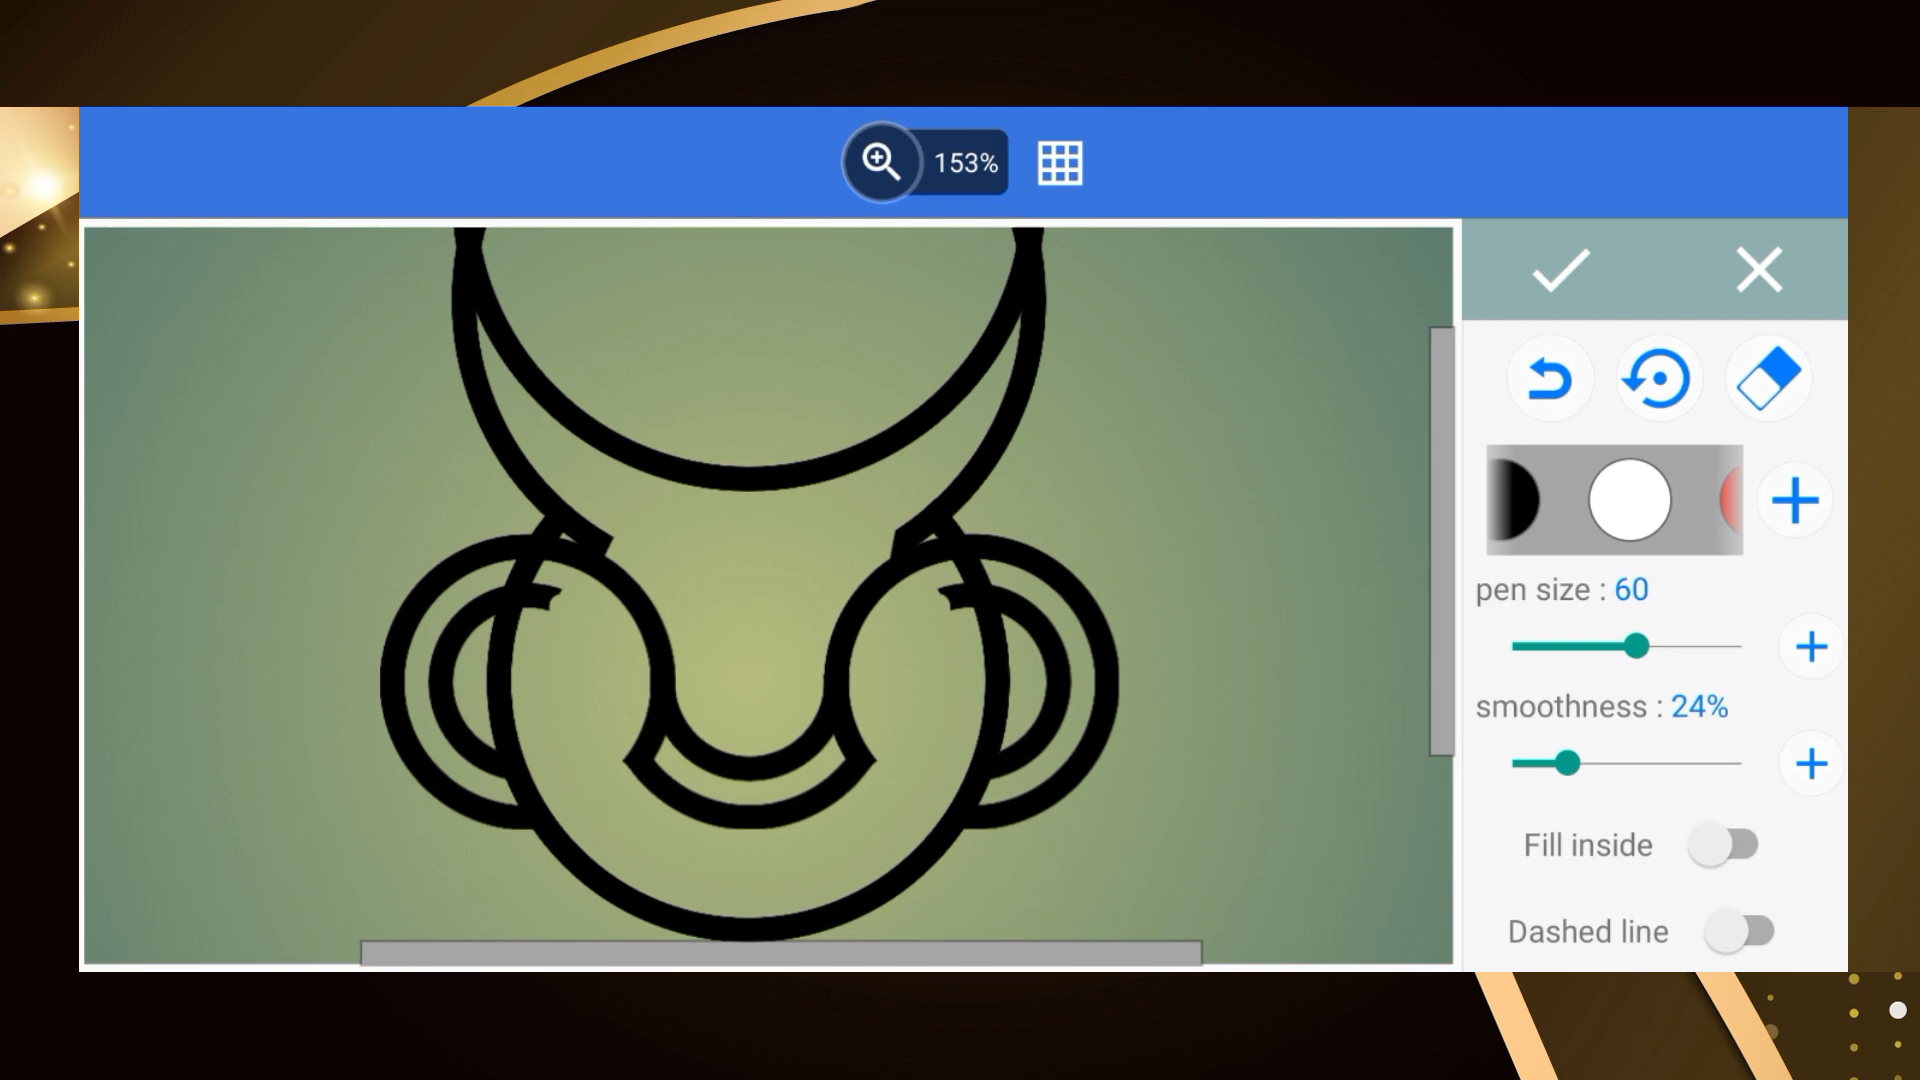 153%
pen size : 60
smoothness : 24%
Fill inside
Dashed line